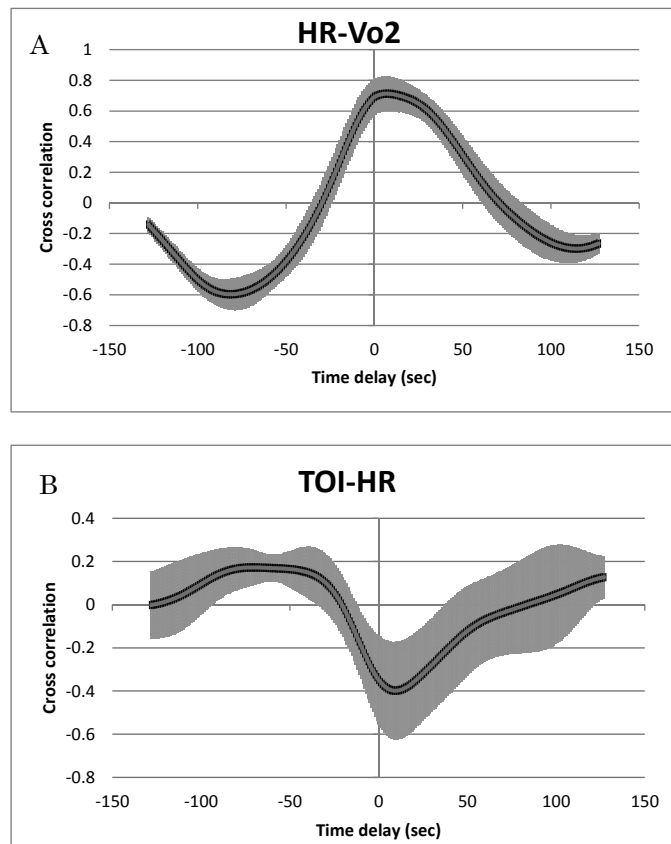 A
HR-Vo2
1
0.8
0.6
0.4
0.2
0
-0.2
-0.4
-0.6
-0.8
-150 -100 -50 0 50 100 150
Cross correlation
Time delay (sec)
B
TOI-HR
0.4
0.2
0
-0.2
-0.4
-0.6
-0.8
-150 -100 -50 0 50 100 150
Cross correlation
Time delay (sec)